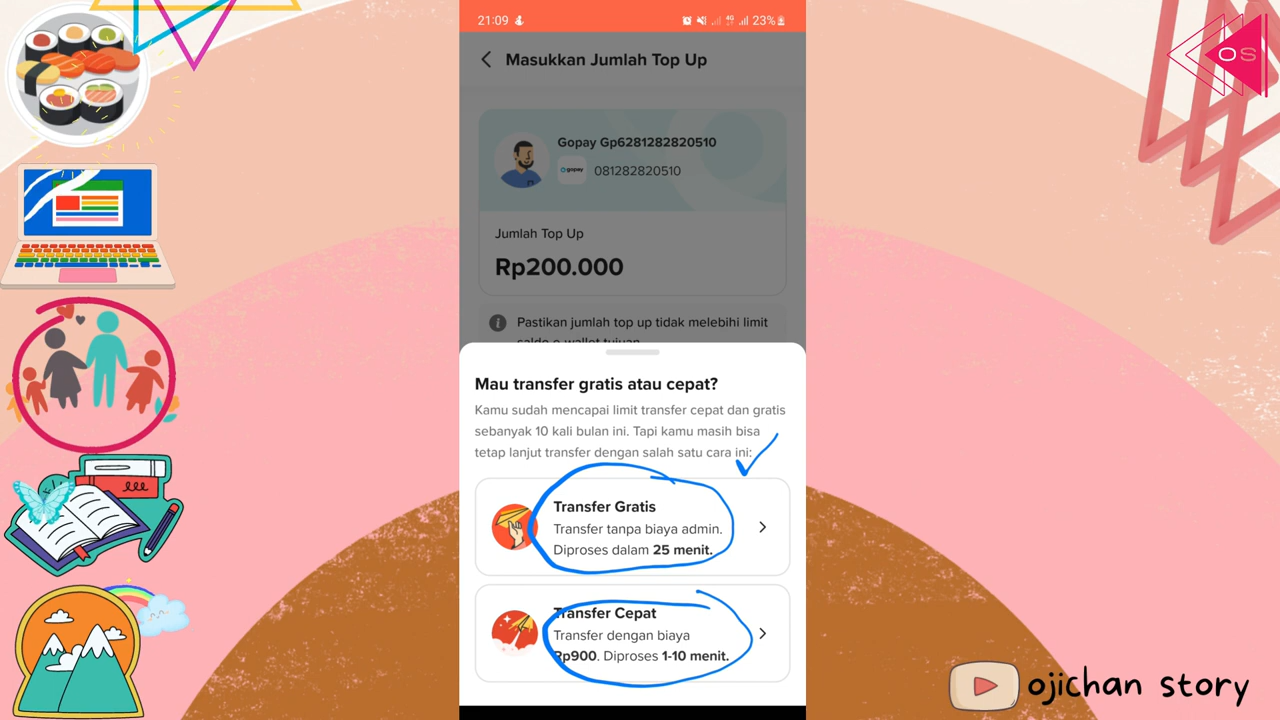 21:09
23%
Masukkan Jumlah Top Up
Gopay Gp6281282820510
gopay
081282820510
Jumlah Top Up
Rp200.000
Pastikan jumlah top up tidak melebihi limit
saldo e-wallet tujuan.
Mau transfer gratis atau cepat?
Kamu sudah mencapai limit transfer cepat dan gratis
sebanyak 10 kali bulan ini. Tapi kamu masih bisa
tetap lanjut transfer dengan salah satu cara ini:
Transfer Gratis
Transfer tanpa biaya admin.
Diproses dalam 25 menit.
Transfer Cepat
Transfer dengan biaya
Rp900. Diproses 1-10 menit.
OS
ojichan story